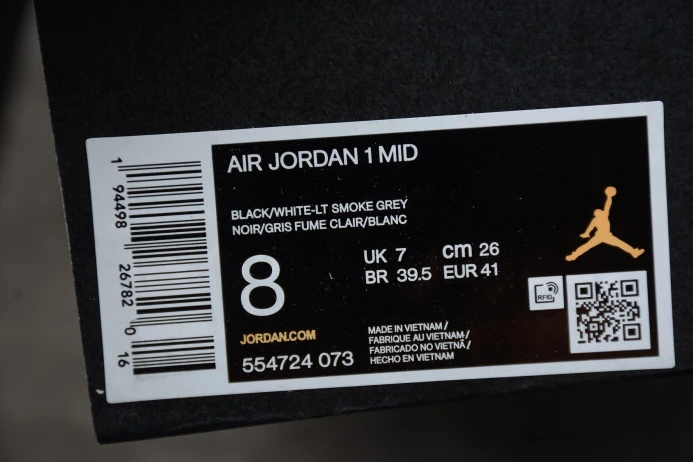 AIR JORDAN 1 MID
BLACK/WHITE-LT SMOKE GREY
NOIR/GRIS FUME CLAIR/BLANC
8
UK 7 cm 26
BR 39.5 EUR 41
RFID
JORDAN.COM
554724 073
MADE IN VIETNAM /
FABRIQUE AU VIETNAM/
FABRICADO NO VIETNÃ /
HECHO EN VIETNAM
1 94498 26782 0 16